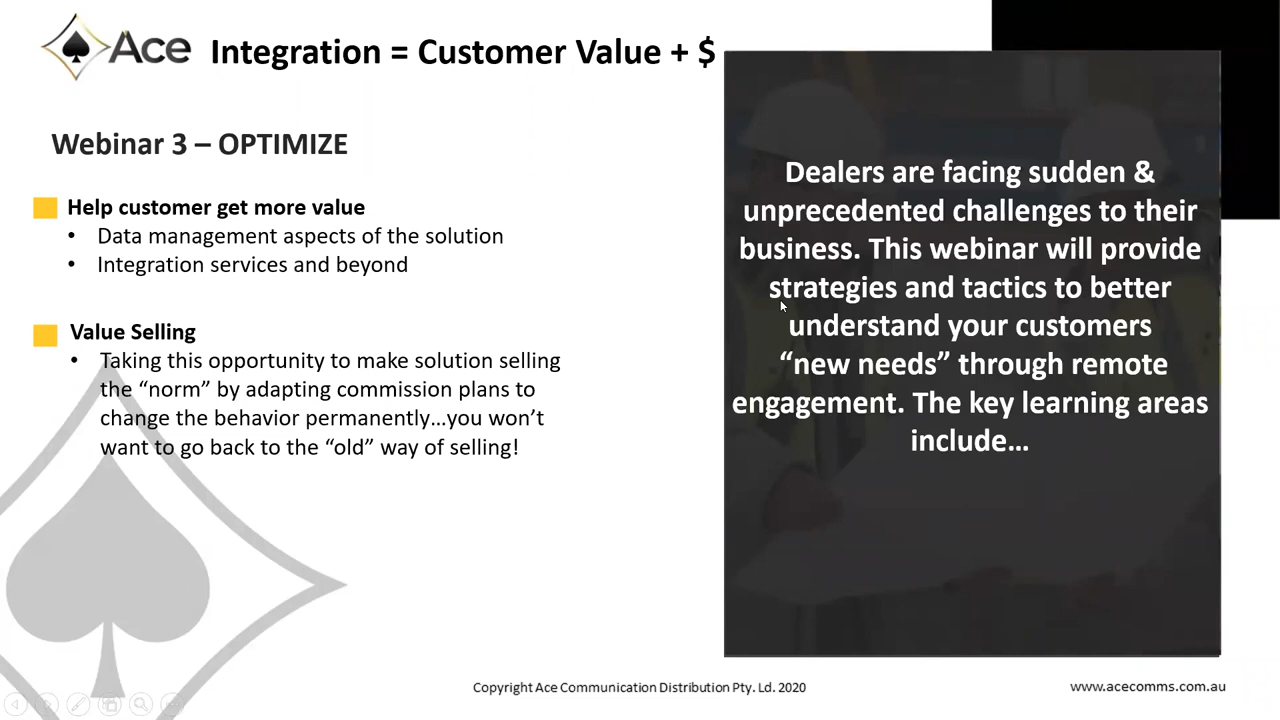 Ace
Integration = Customer Value + $
Webinar 3 – OPTIMIZE
Help customer get more value
• Data management aspects of the solution
• Integration services and beyond
Value Selling
• Taking this opportunity to make solution selling
the “norm” by adapting commission plans to
change the behavior permanently…you won’t
want to go back to the “old” way of selling!
Dealers are facing sudden &
unprecedented challenges to their
business. This webinar will provide
strategies and tactics to better
understand your customers
“new needs” through remote
engagement. The key learning areas
include…
Copyright Ace Communication Distribution Pty. Ld. 2020
www.acecomms.com.au